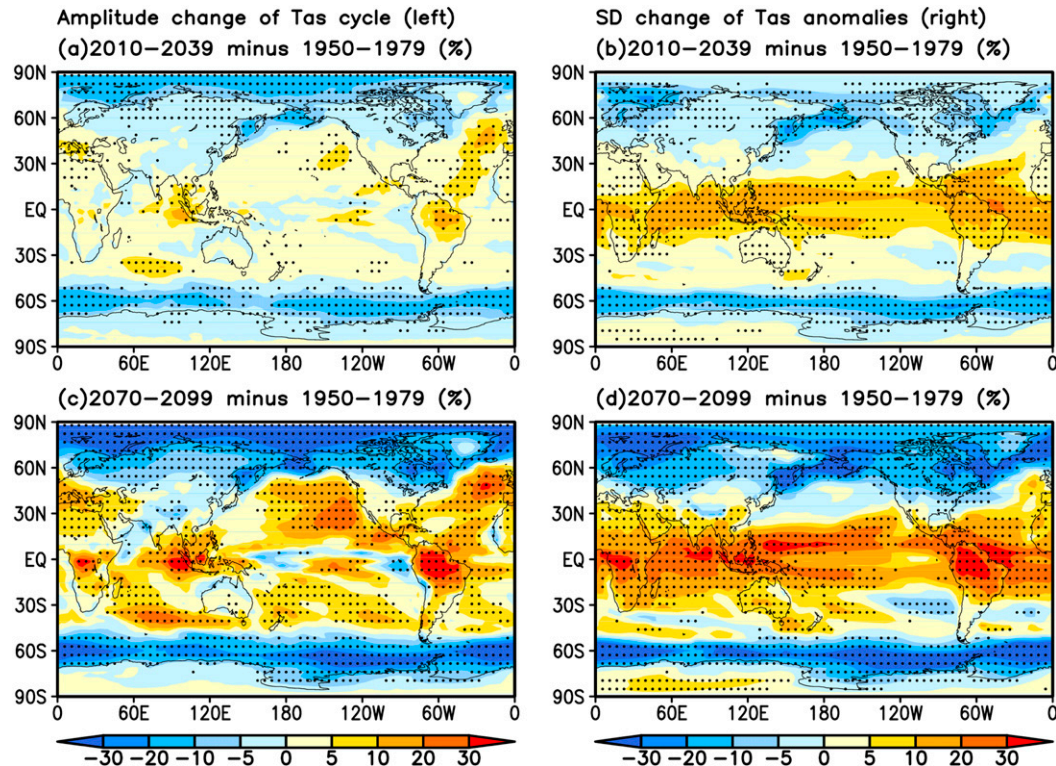 Amplitude change of Tas cycle (left)
SD change of Tas anomalies (right)
(a)2010−2039 minus 1950−1979 (%)
(b)2010−2039 minus 1950−1979 (%)
90N
60N
30N
EQ
30S
60S
90S
0 60E 120E 180 120W 60W 0
90N
60N
30N
EQ
30S
60S
90S
0 60E 120E 180 120W 60W 0
(c)2070−2099 minus 1950−1979 (%)
(d)2070−2099 minus 1950−1979 (%)
90N
60N
30N
EQ
30S
60S
90S
0 60E 120E 180 120W 60W 0
90N
60N
30N
EQ
30S
60S
90S
0 60E 120E 180 120W 60W 0
−30 −20 −10 −5 0 5 10 20 30
−30 −20 −10 −5 0 5 10 20 30